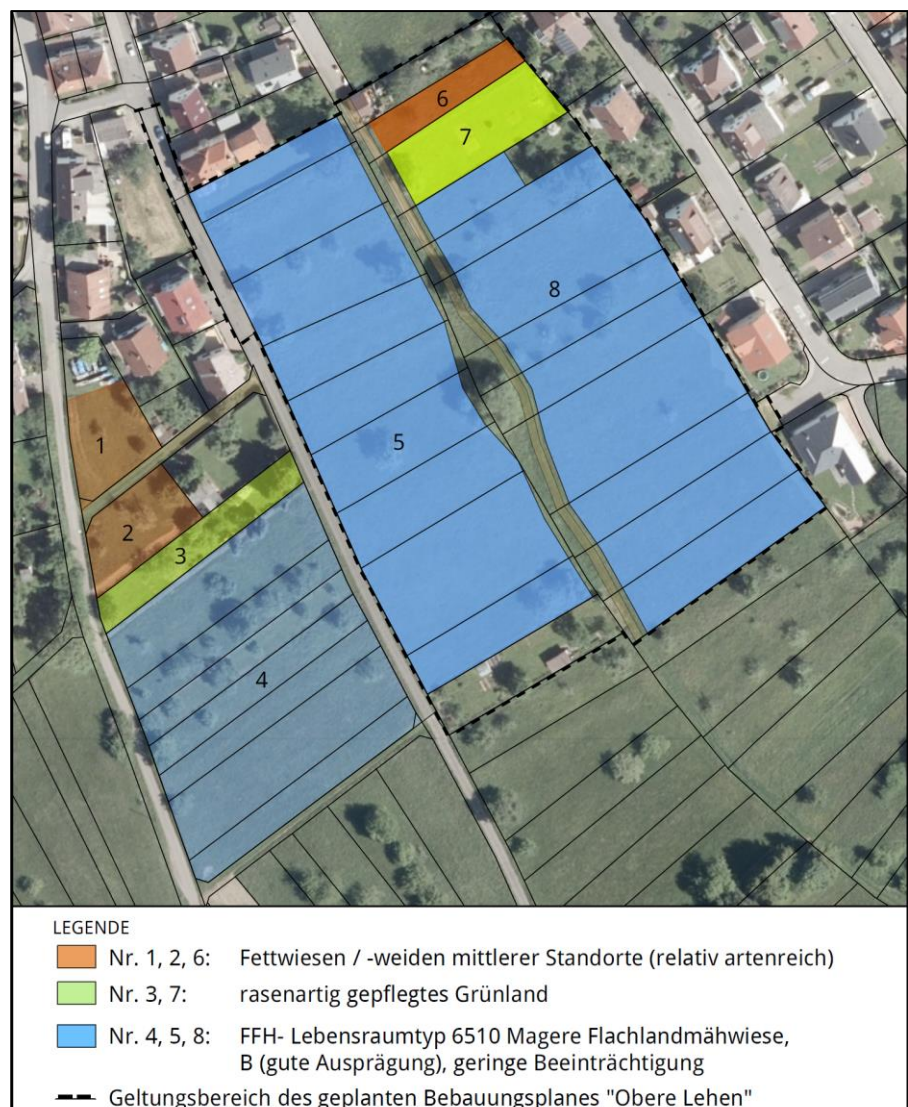 6
7
8
5
1
2
3
4
LEGENDE
Nr. 1, 2, 6: Fettwiesen / -weiden mittlerer Standorte (relativ artenreich)
Nr. 3, 7: rasenartig gepflegtes Grünland
Nr. 4, 5, 8: FFH- Lebensraumtyp 6510 Magere Flachlandmähwiese,
B (gute Ausprägung), geringe Beeinträchtigung
Geltungsbereich des geplanten Bebauungsplanes "Obere Lehen"